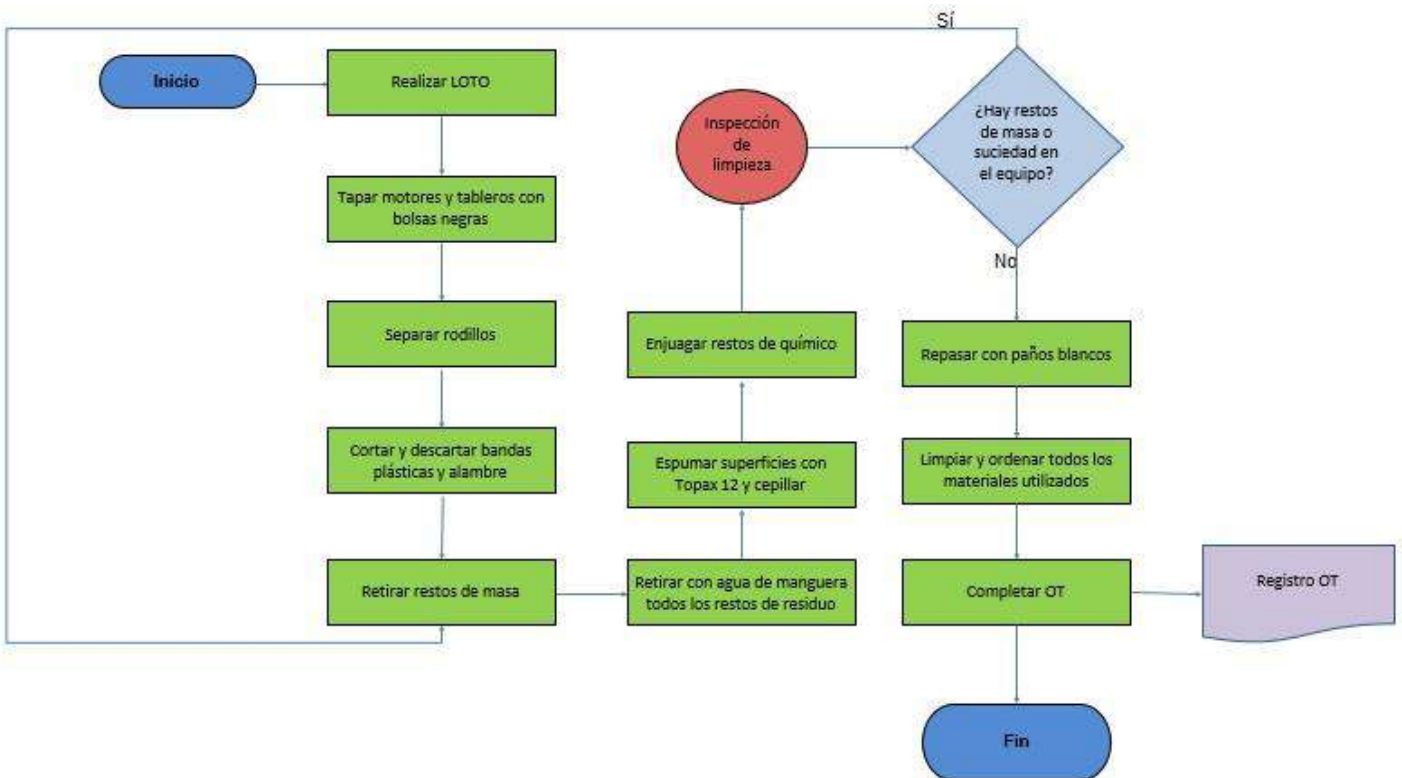 Sí
Inicio
Realizar LOTO
Tapar motores y tableros con
bolsas negras
Separar rodillos
Cortar y descartar bandas
plásticas y alambre
Retirar restos de masa
Retirar con agua de manguera
todos los restos de residuo
Espumar superficies con
Topax 12 y cepillar
Enjuagar restos de químico
Inspección
de
limpieza
¿Hay restos
de masa o
suciedad en
el equipo?
No
Repasar con paños blancos
Limpiar y ordenar todos los
materiales utilizados
Completar OT
Registro OT
Fin